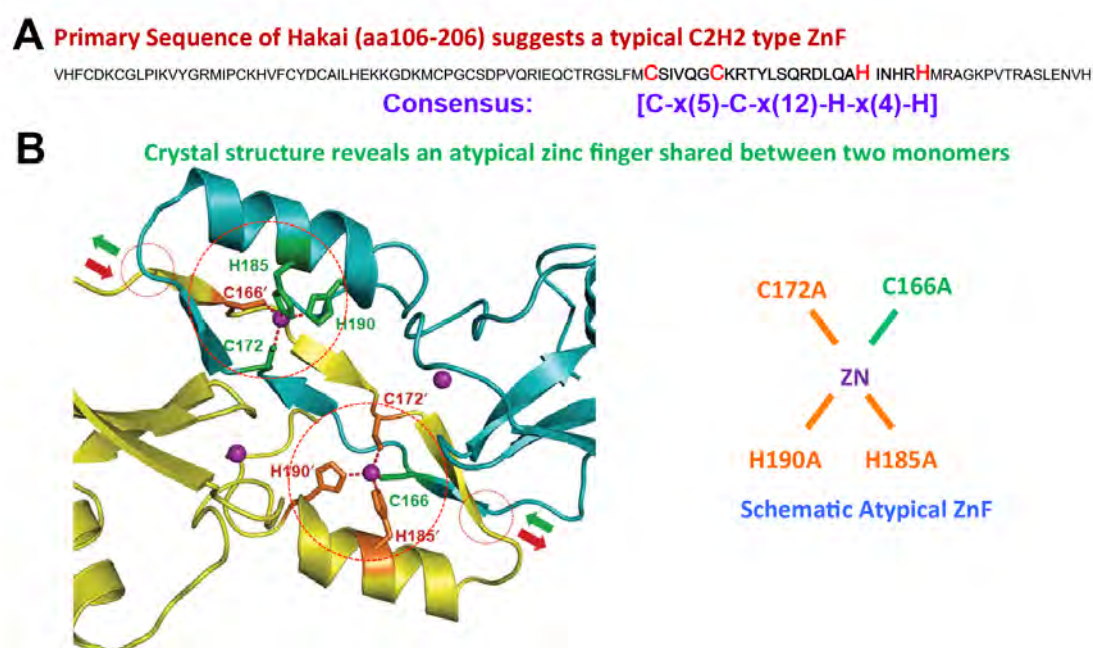 A Primary Sequence of Hakai (aa106-206) suggests a typical C2H2 type ZnF
VHFCDKCGLPIKVYGRMIPCKHVFCYDCAILHEKKGDKMCPGCSDPVQRIEQCTRGSLFMCSIVQGCKRTYLSQRDLQAH INHRHMRAGKPVTRASLENVH
Consensus: [C-x(5)-C-x(12)-H-x(4)-H]
B Crystal structure reveals an atypical zinc finger shared between two monomers
H185
C166′
H190
C172
C172′
H190′
C166
H185′
C172A C166A
ZN
H190A H185A
Schematic Atypical ZnF